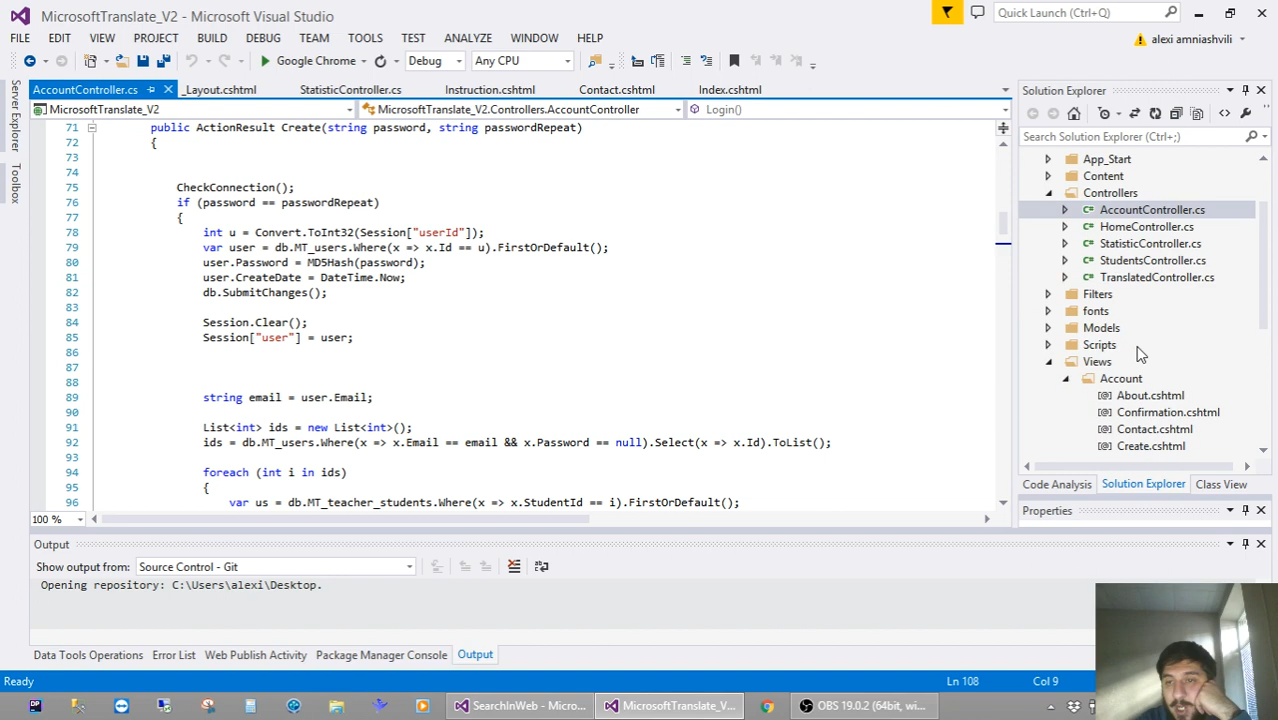 MicrosoftTranslate_V2 - Microsoft Visual Studio
Quick Launch (Ctrl+Q)
FILE EDIT VIEW PROJECT BUILD DEBUG TEAM TOOLS TEST ANALYZE WINDOW HELP
alexi amniashvili
Google Chrome Debug Any CPU
Server Explorer
Toolbox
AccountController.cs _Layout.cshtml StatisticController.cs Instruction.cshtml Contact.cshtml Index.cshtml
MicrosoftTranslate_V2 MicrosoftTranslate_V2.Controllers.AccountController Login()
71 public ActionResult Create(string password, string passwordRepeat)
72 {
73
74
75 CheckConnection();
76 if (password == passwordRepeat)
77 {
78 int u = Convert.ToInt32(Session["userId"]);
79 var user = db.MT_users.Where(x => x.Id == u).FirstOrDefault();
80 user.Password = MD5Hash(password);
81 user.CreateDate = DateTime.Now;
82 db.SubmitChanges();
83
84 Session.Clear();
85 Session["user"] = user;
86
87
88
89 string email = user.Email;
90
91 List<int> ids = new List<int>();
92 ids = db.MT_users.Where(x => x.Email == email && x.Password == null).Select(x => x.Id).ToList();
93
94 foreach (int i in ids)
95 {
96 var us = db.MT_teacher_students.Where(x => x.StudentId == i).FirstOrDefault();
100 %
Solution Explorer
Search Solution Explorer (Ctrl+;)
App_Start
Content
Controllers
C# AccountController.cs
C# HomeController.cs
C# StatisticController.cs
C# StudentsController.cs
C# TranslatedController.cs
Filters
fonts
Models
Scripts
Views
Account
[@] About.cshtml
[@] Confirmation.cshtml
[@] Contact.cshtml
[@] Create.cshtml
Code Analysis Solution Explorer Class View
Properties
Output
Show output from: Source Control - Git
Opening repository: C:\Users\alexi\Desktop.
Data Tools Operations Error List Web Publish Activity Package Manager Console Output
Ready Ln 108 Col 9
SearchInWeb - Micro... MicrosoftTranslate_V... OBS 19.0.2 (64bit, wi...